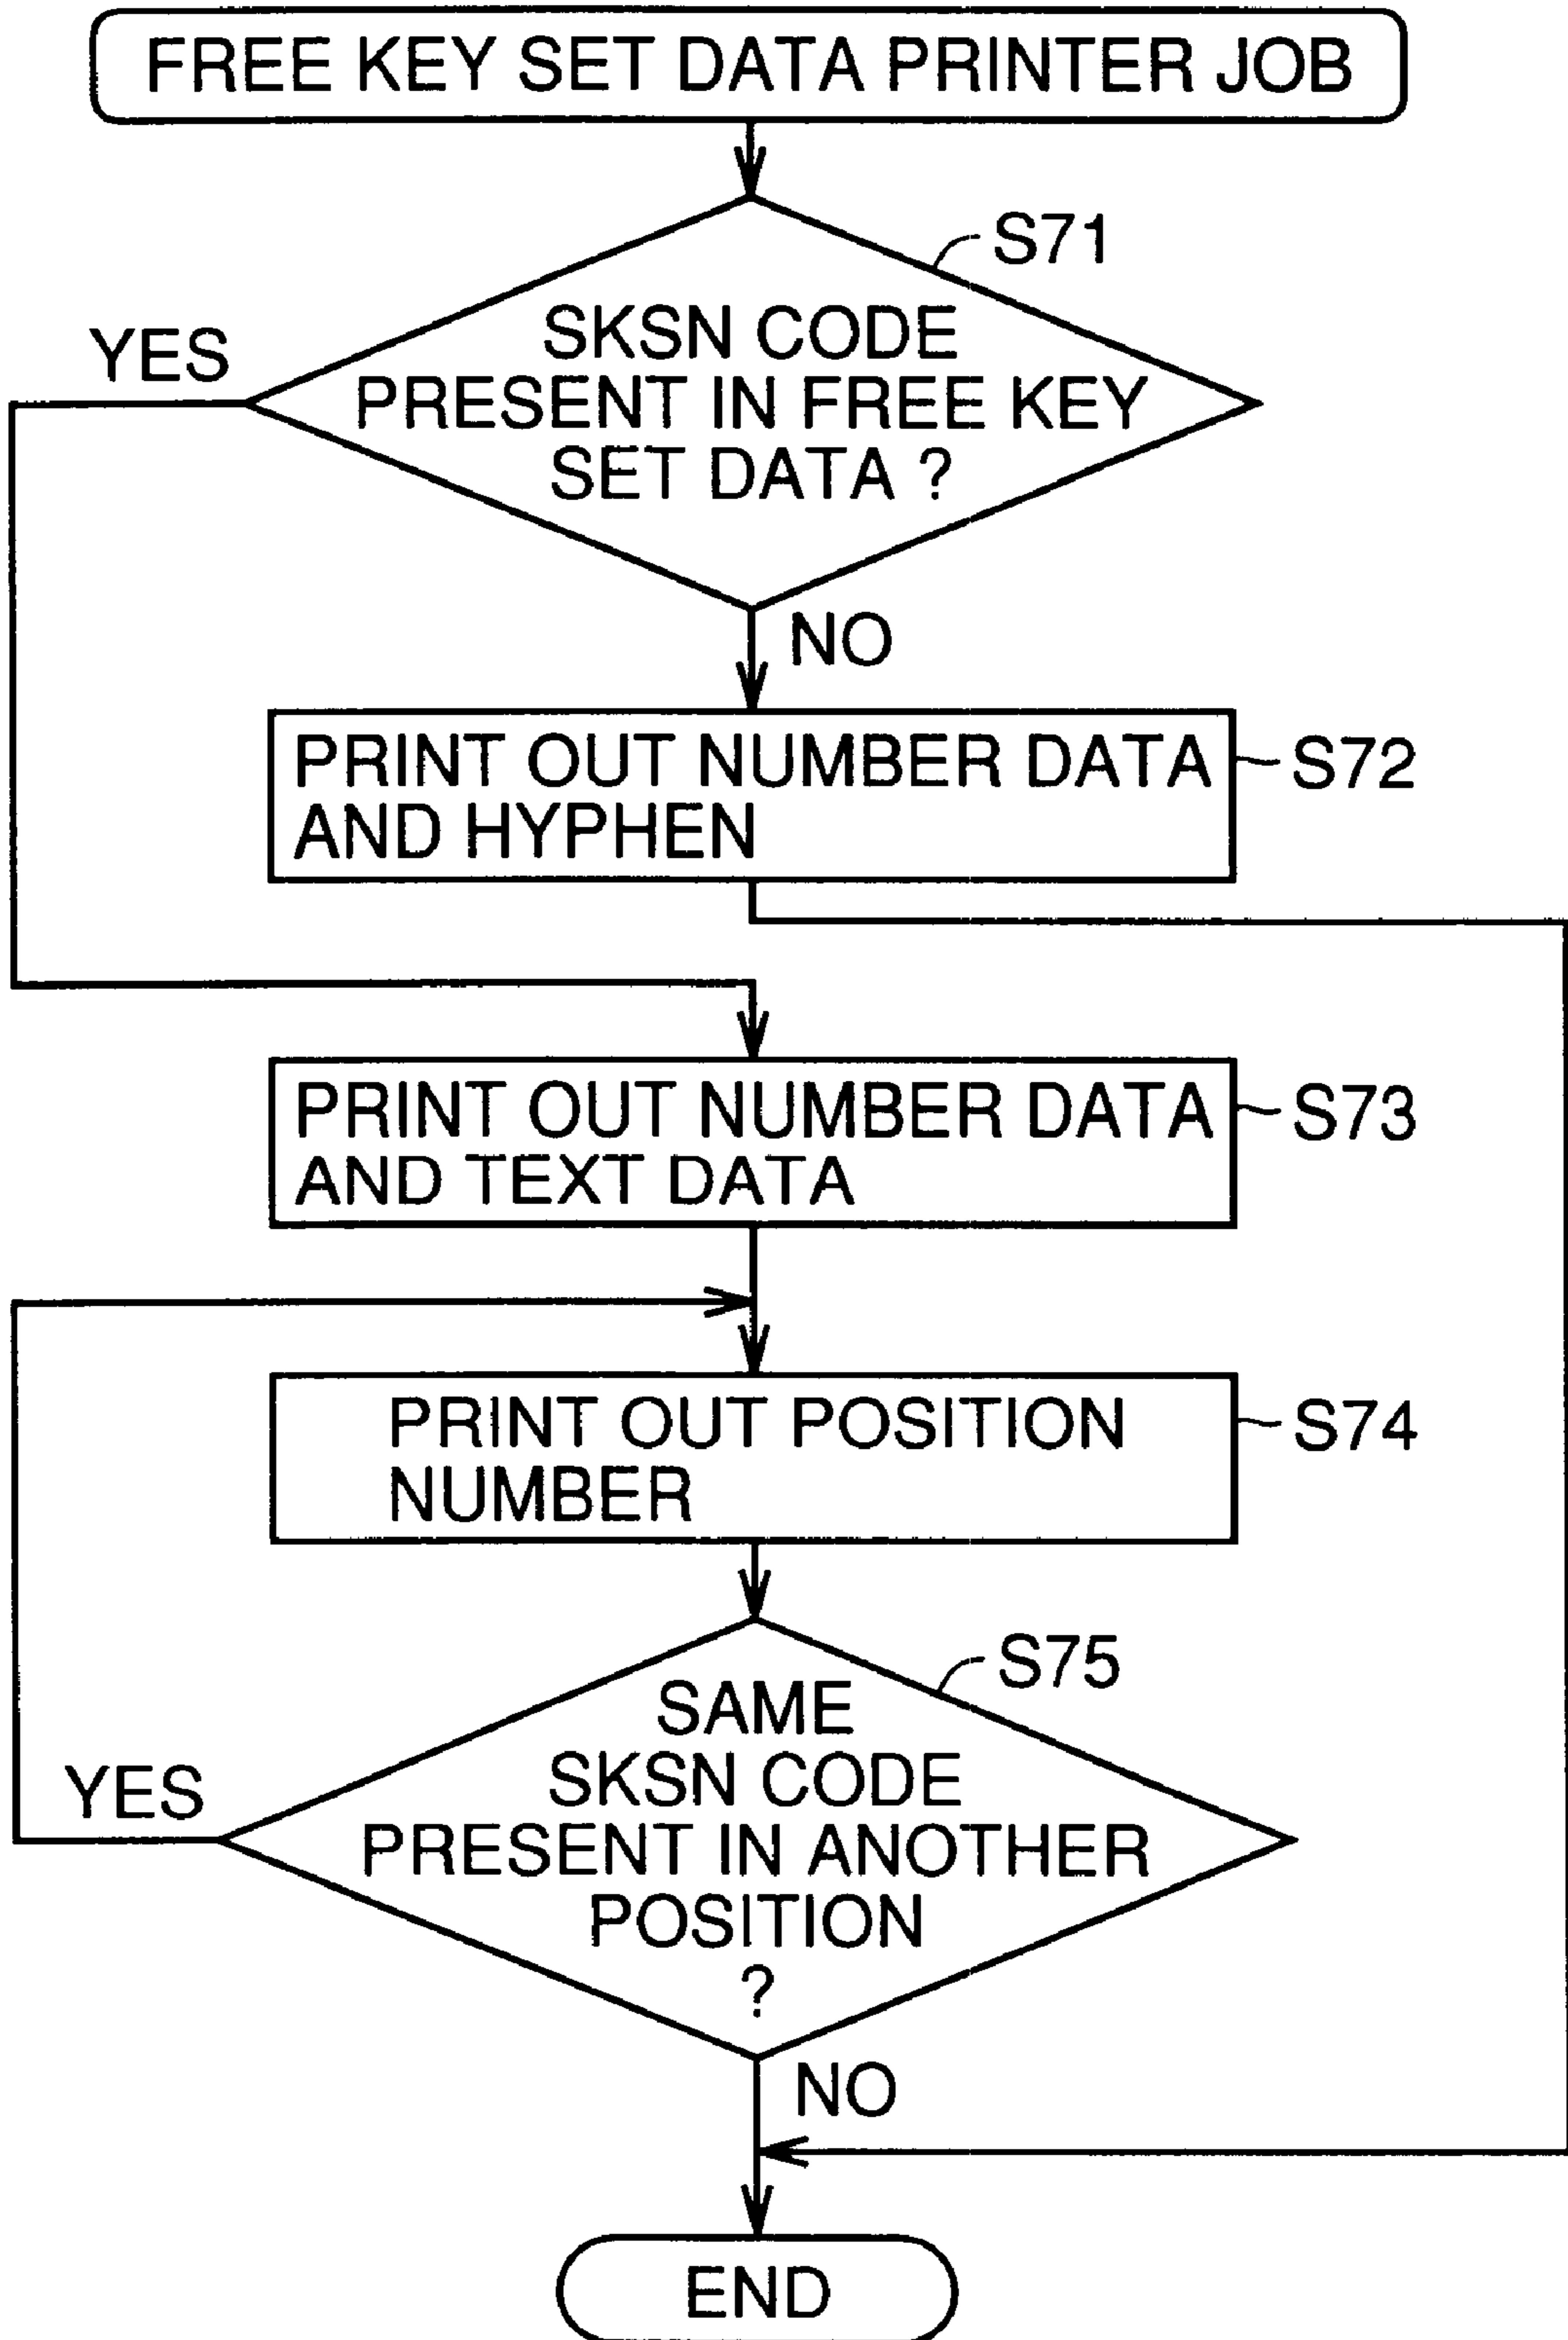 FREE KEY SET DATA PRINTER JOB
S71
SKSN CODE
PRESENT IN FREE KEY
SET DATA ?
YES
NO
PRINT OUT NUMBER DATA
AND HYPHEN
S72
PRINT OUT NUMBER DATA
AND TEXT DATA
S73
PRINT OUT POSITION
NUMBER
S74
S75
SAME
SKSN CODE
PRESENT IN ANOTHER
POSITION
?
YES
NO
END